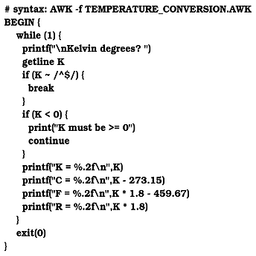 # syntax: AWK -f TEMPERATURE_CONVERSION.AWK
BEGIN {
while (1) {
printf("\nKelvin degrees? ")
getline K
if (K ~ /^$/) {
break
}
if (K < 0) {
print("K must be >= 0")
continue
}
printf("K = %.2f\n",K)
printf("C = %.2f\n",K - 273.15)
printf("F = %.2f\n",K * 1.8 - 459.67)
printf("R = %.2f\n",K * 1.8)
}
exit(0)
}